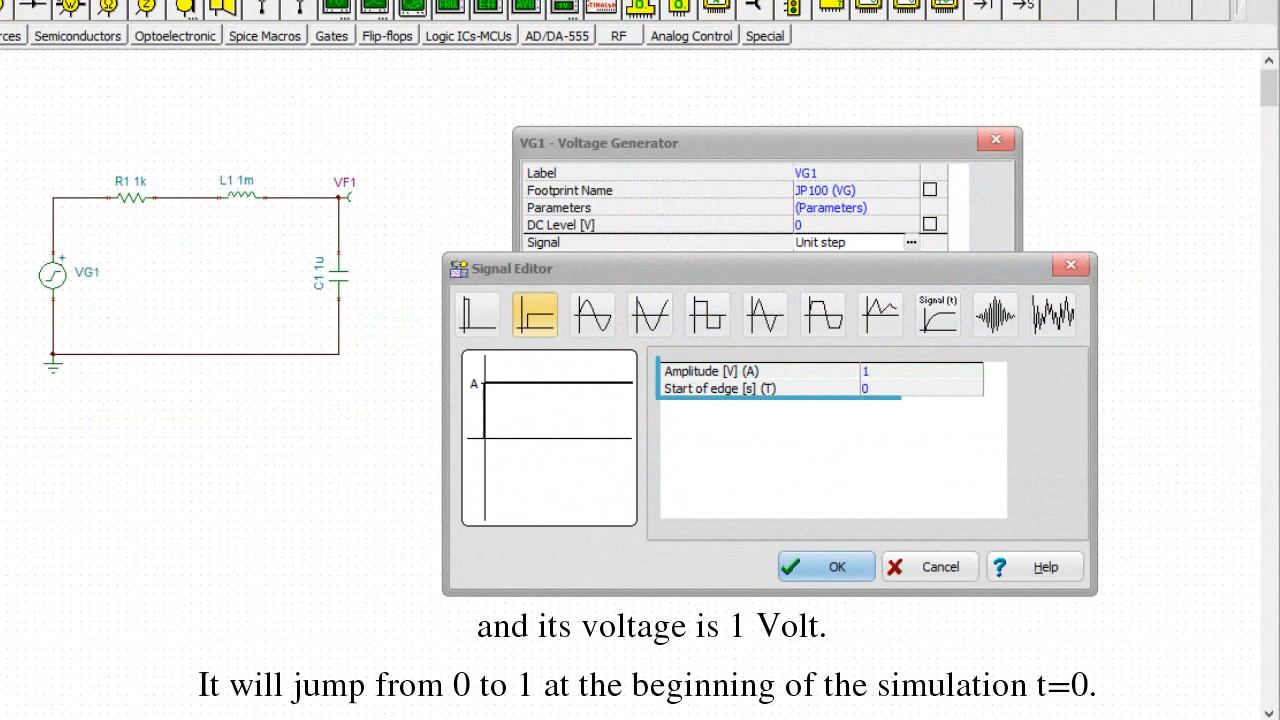 →T →S
rces Semiconductors Optoelectronic Spice Macros Gates Flip-flops Logic ICs-MCUs AD/DA-555 RF Analog Control Special
VG1 - Voltage Generator
Label VG1
Footprint Name JP100 (VG)
Parameters (Parameters)
DC Level [V] 0
Signal Unit step ...
R1 1k
L1 1m
VF1
+
VG1
C1 1u
Signal Editor
Signal (t)
A
Amplitude [V] (A) 1
Start of edge [s] (T) 0
OK Cancel ? Help
and its voltage is 1 Volt.
It will jump from 0 to 1 at the beginning of the simulation t=0.